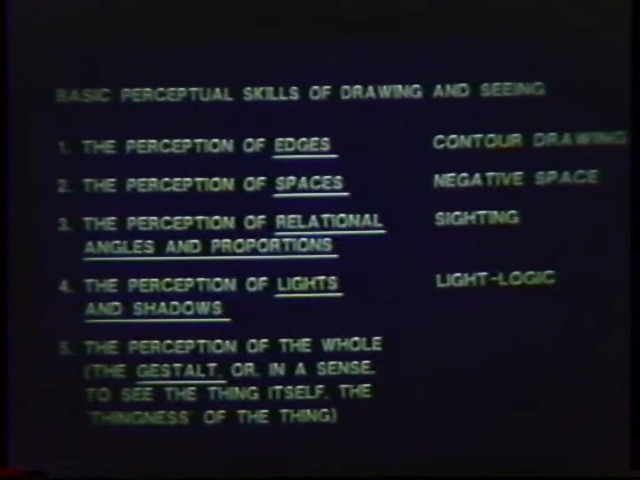 BASIC PERCEPTUAL SKILLS OF DRAWING AND SEEING
1. THE PERCEPTION OF EDGES CONTOUR DRAWING
2. THE PERCEPTION OF SPACES NEGATIVE SPACE
3. THE PERCEPTION OF RELATIONAL SIGHTING
ANGLES AND PROPORTIONS
4. THE PERCEPTION OF LIGHTS LIGHT-LOGIC
AND SHADOWS
5. THE PERCEPTION OF THE WHOLE
(THE GESTALT, OR, IN A SENSE,
TO SEE THE THING ITSELF, THE
'THINGNESS' OF THE THING)